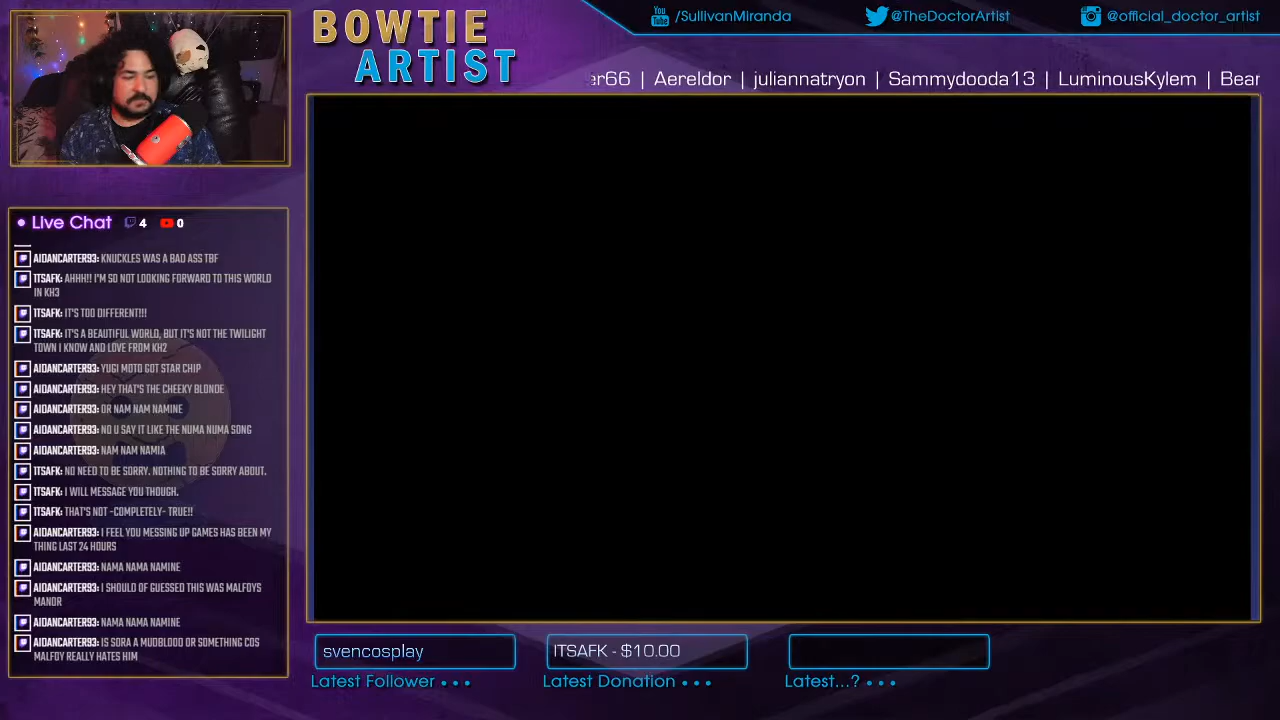 BOWTIE
ARTIST
You
Tube
/SullivanMiranda
@TheDoctorArtist
@official_doctor_artist
er66 | Aereldor | juliannatryon | Sammydooda13 | LuminousKylem | Bear
Live Chat 4 0
AIDANCARTER93: KNUCKLES WAS A BAD ASS TBF
ITSAFK: AHHH!! I'M SO NOT LOOKING FORWARD TO THIS WORLD
IN KH3
ITSAFK: IT'S TOO DIFFERENT!!!
ITSAFK: IT'S A BEAUTIFUL WORLD, BUT IT'S NOT THE TWILIGHT
TOWN I KNOW AND LOVE FROM KH2
AIDANCARTER93: YUGI MOTO GOT STAR CHIP
AIDANCARTER93: HEY THAT'S THE CHEEKY BLONDE
AIDANCARTER93: OR NAM NAM NAMINE
AIDANCARTER93: NO U SAY IT LIKE THE NUMA NUMA SONG
AIDANCARTER93: NAM NAM NAMIA
ITSAFK: NO NEED TO BE SORRY. NOTHING TO BE SORRY ABOUT.
ITSAFK: I WILL MESSAGE YOU THOUGH.
ITSAFK: THAT'S NOT -COMPLETELY- TRUE!!
AIDANCARTER93: I FEEL YOU MESSING UP GAMES HAS BEEN MY
THING LAST 24 HOURS
AIDANCARTER93: NAMA NAMA NAMINE
AIDANCARTER93: I SHOULD OF GUESSED THIS WAS MALFOYS
MANOR
AIDANCARTER93: NAMA NAMA NAMINE
AIDANCARTER93: IS SORA A MUDBLOOD OR SOMETHING COS
MALFOY REALLY HATES HIM
svencosplay
Latest Follower • • •
ITSAFK - $10.00
Latest Donation • • •
Latest...? • • •